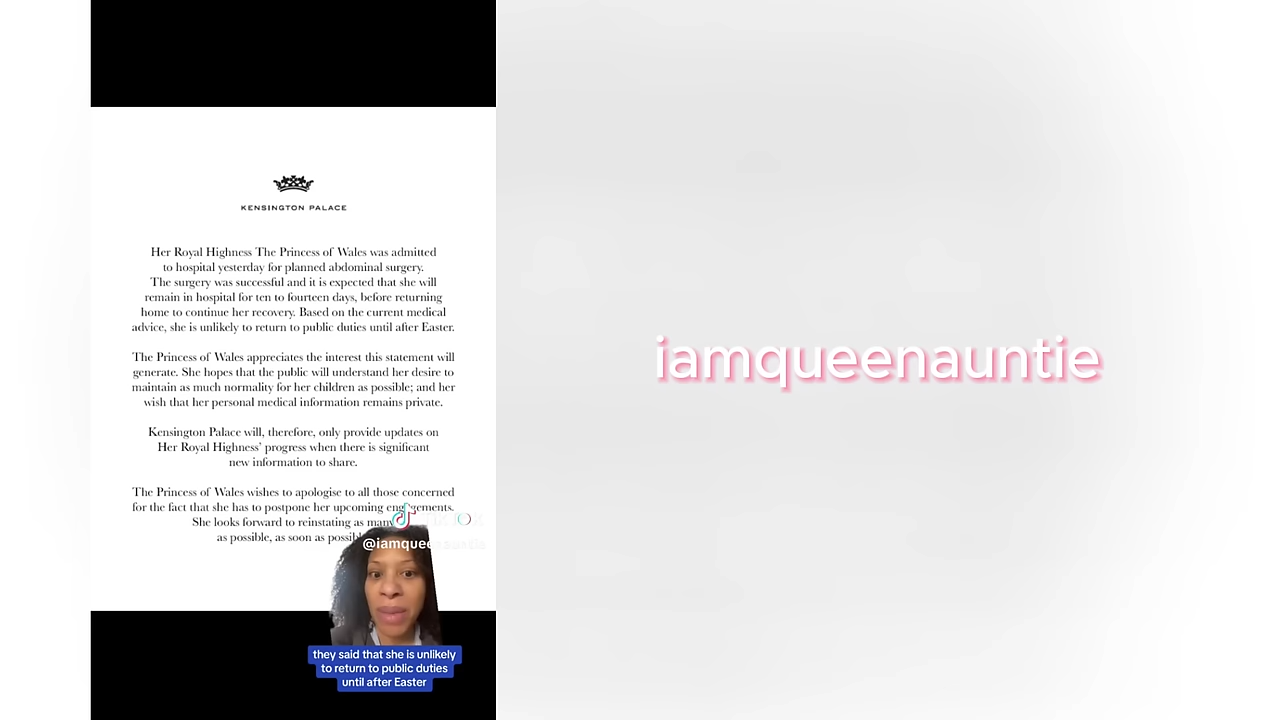 KENSINGTON PALACE
Her Royal Highness The Princess of Wales was admitted
to hospital yesterday for planned abdominal surgery.
The surgery was successful and it is expected that she will
remain in hospital for ten to fourteen days, before returning
home to continue her recovery. Based on the current medical
advice, she is unlikely to return to public duties until after Easter.
The Princess of Wales appreciates the interest this statement will
generate. She hopes that the public will understand her desire to
maintain as much normality for her children as possible; and her
wish that her personal medical information remains private.
Kensington Palace will, therefore, only provide updates on
Her Royal Highness' progress when there is significant
new information to share.
The Princess of Wales wishes to apologise to all those concerned
for the fact that she has to postpone her upcoming engagements.
She looks forward to reinstating as many
as possible, as soon as possible
@iamqueenauntie
they said that she is unlikely
to return to public duties
until after Easter
iamqueenauntie